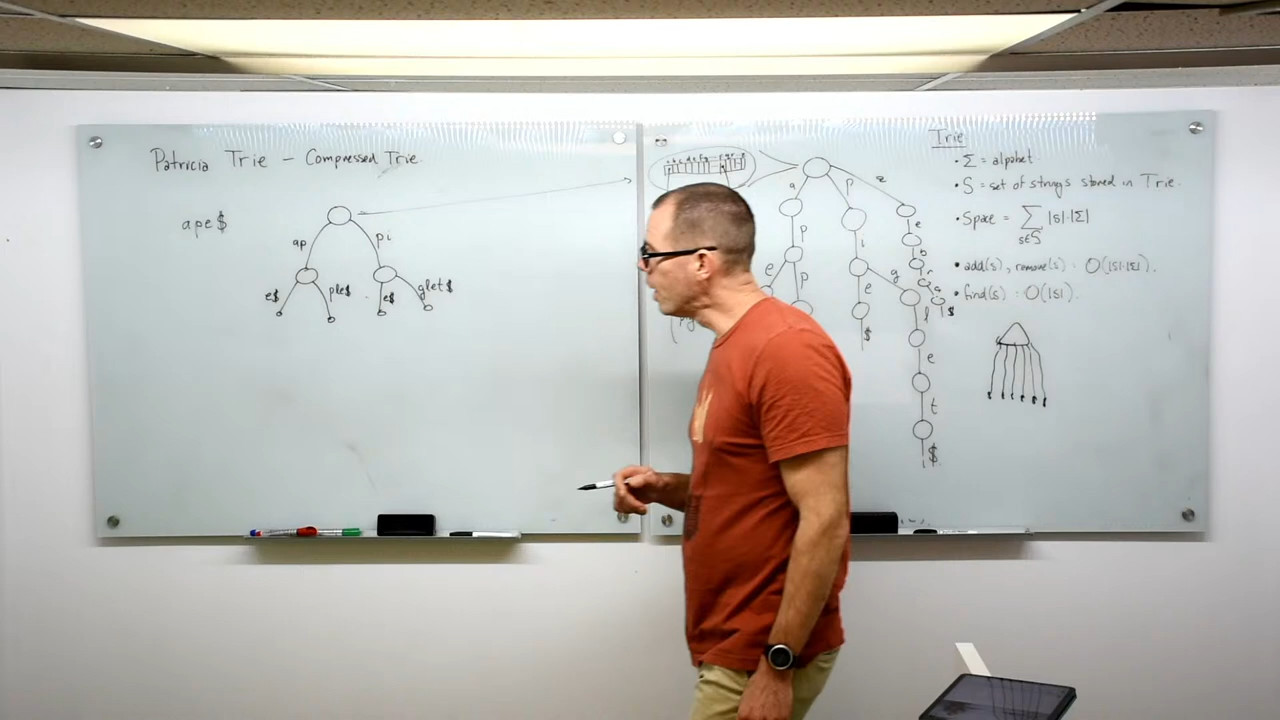 Patricia Trie - Compressed Trie
ape$
ap
pi
e$
ple$
e$
glet$
a
p
z
p
e
p
i
e
$
g
l
e
t
$
e
b
r
a
$
Trie
• Σ = alphabet
• S = set of strings stored in Trie.
• Space = ∑ |s|·|Σ|
s∈S
• add(s), remove(s) : O(|s|·|Σ|).
• find(s) : O(|s|).